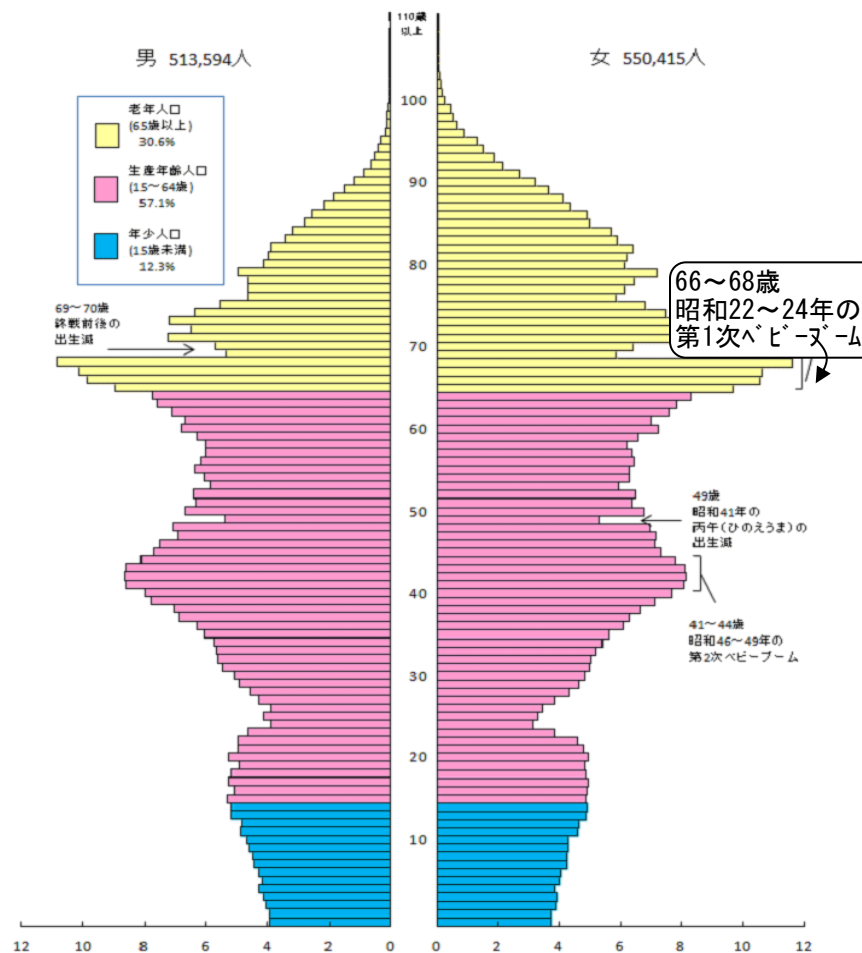 110歳
以上
男 513,594人
女 550,415人
老年人口
(65歳以上)
30.6%
生産年齢人口
(15～64歳)
57.1%
年少人口
(15歳未満)
12.3%
100
90
80
70
60
50
40
30
20
10
69～70歳
終戦前後の
出生減
66～68歳
昭和22～24年の
第1次ﾍﾞﾋﾞｰﾌﾞｰﾑ
49歳
昭和41年の
丙午(ひのえうま)の
出生減
41～44歳
昭和46～49年の
第2次ベビーブーム
12 10 8 6 4 2 0
0 2 4 6 8 10 12